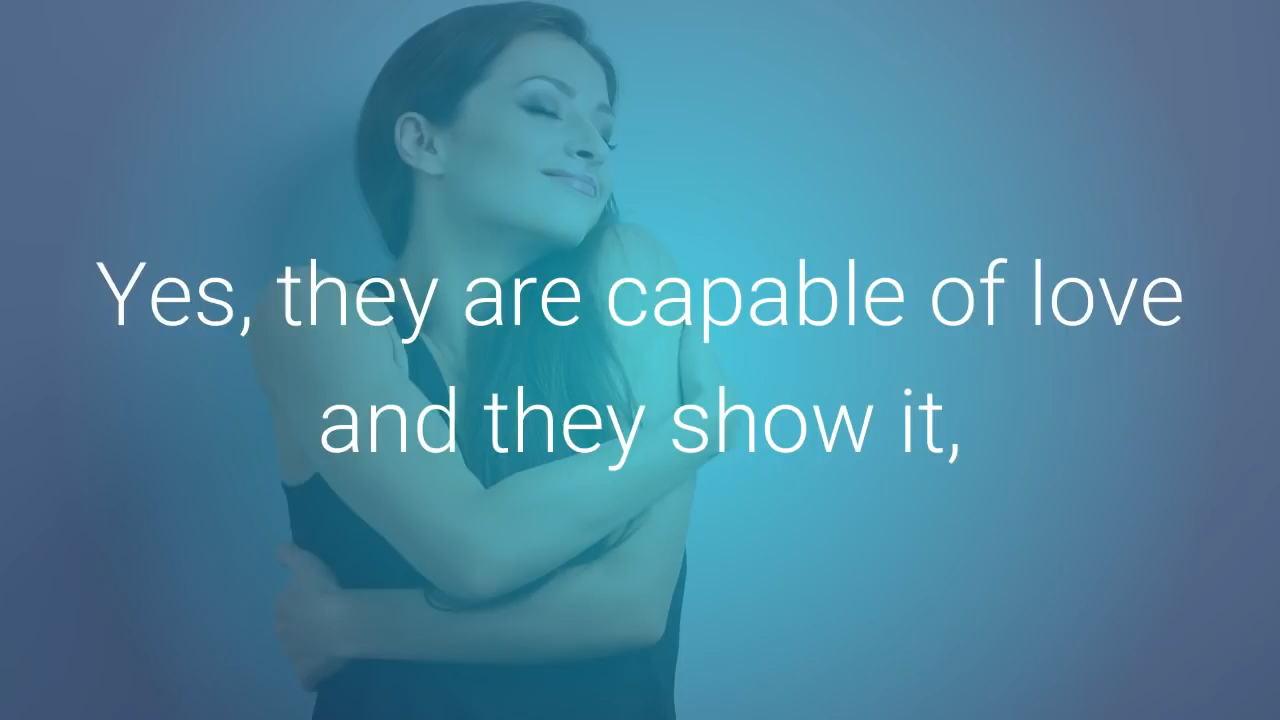 Yes, they are capable of love
and they show it,